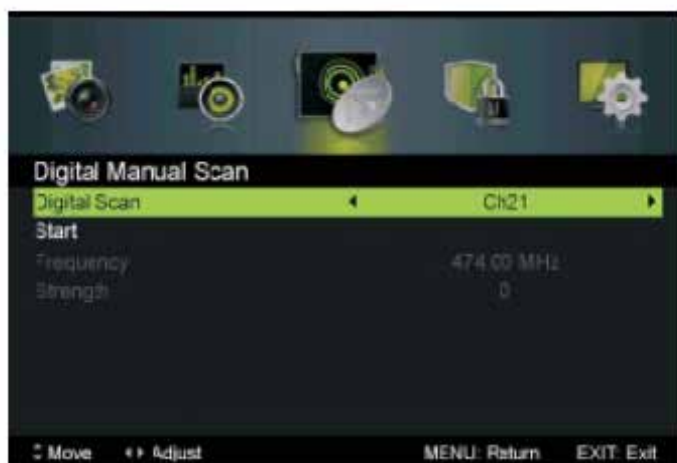 Digital Manual Scan
Digital Scan Ch21
Start
Frequency 474.00 MHz
Strength 0
Move Adjust MENU: Return EXIT: Exit